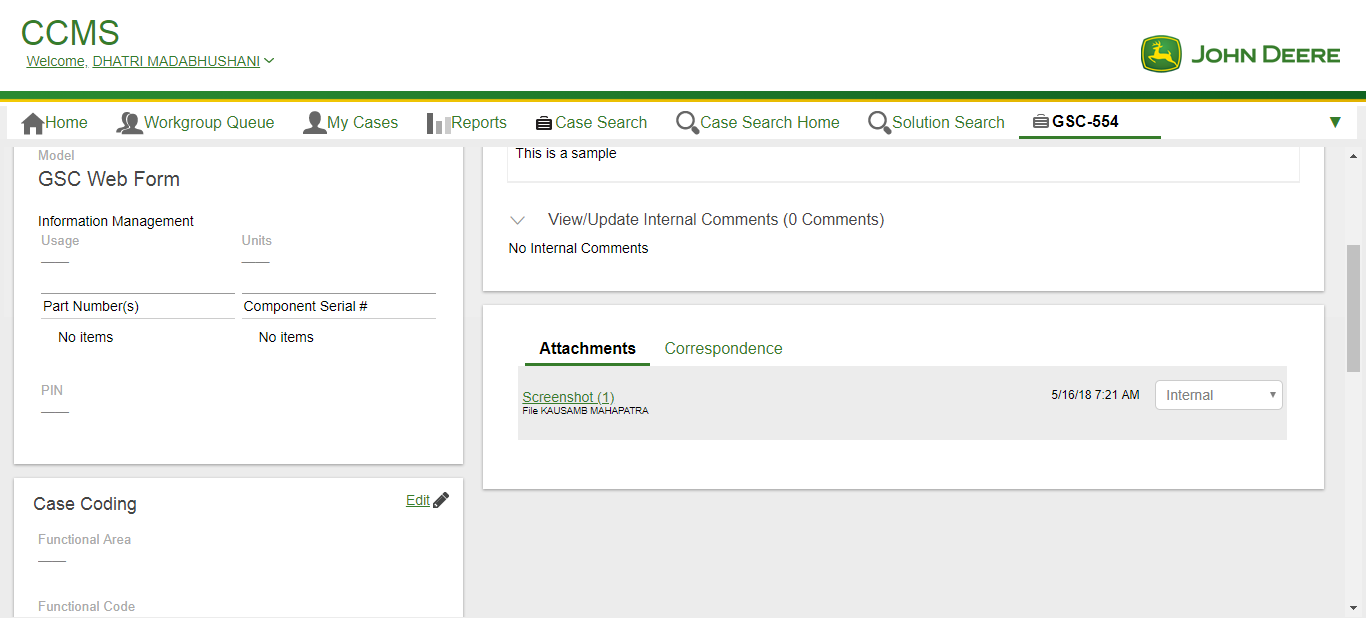 CCMS
Welcome, DHATRI MADABHUSHANI
JOHN DEERE
Home Workgroup Queue My Cases Reports Case Search Case Search Home Solution Search GSC-554
Model
GSC Web Form
Information Management
Usage Units
Part Number(s) Component Serial #
No items No items
PIN
Case Coding Edit
Functional Area
Functional Code
This is a sample
View/Update Internal Comments (0 Comments)
No Internal Comments
Attachments Correspondence
Screenshot (1) 5/16/18 7:21 AM Internal
File KAUSAMB MAHAPATRA